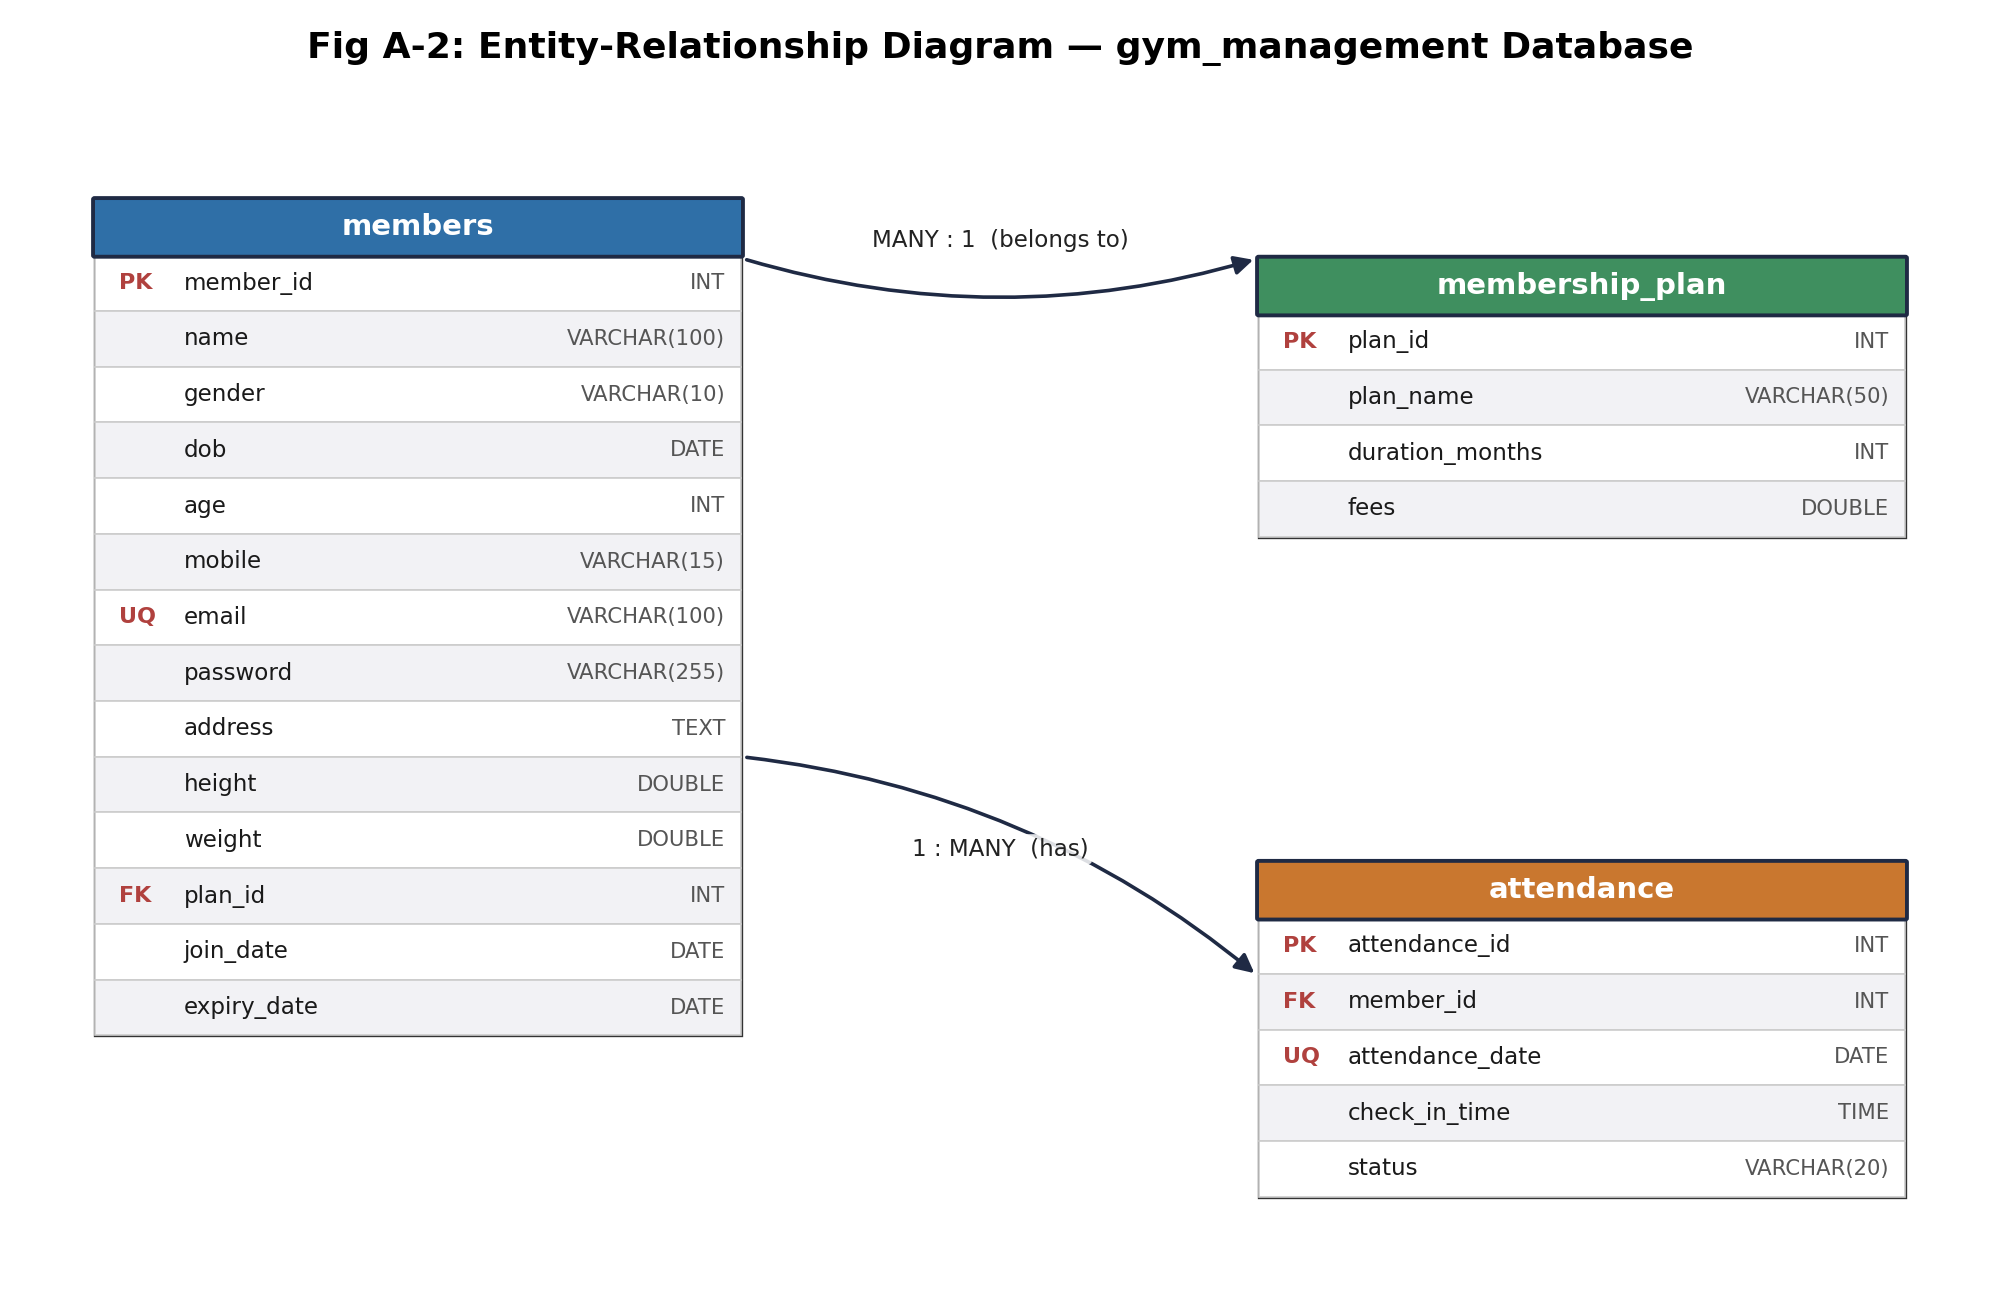 Fig A-2: Entity-Relationship Diagram — gym_management Database
members
PK member_id INT
name VARCHAR(100)
gender VARCHAR(10)
dob DATE
age INT
mobile VARCHAR(15)
UQ email VARCHAR(100)
password VARCHAR(255)
address TEXT
height DOUBLE
weight DOUBLE
FK plan_id INT
join_date DATE
expiry_date DATE
MANY : 1 (belongs to)
membership_plan
PK plan_id INT
plan_name VARCHAR(50)
duration_months INT
fees DOUBLE
1 : MANY (has)
attendance
PK attendance_id INT
FK member_id INT
UQ attendance_date DATE
check_in_time TIME
status VARCHAR(20)